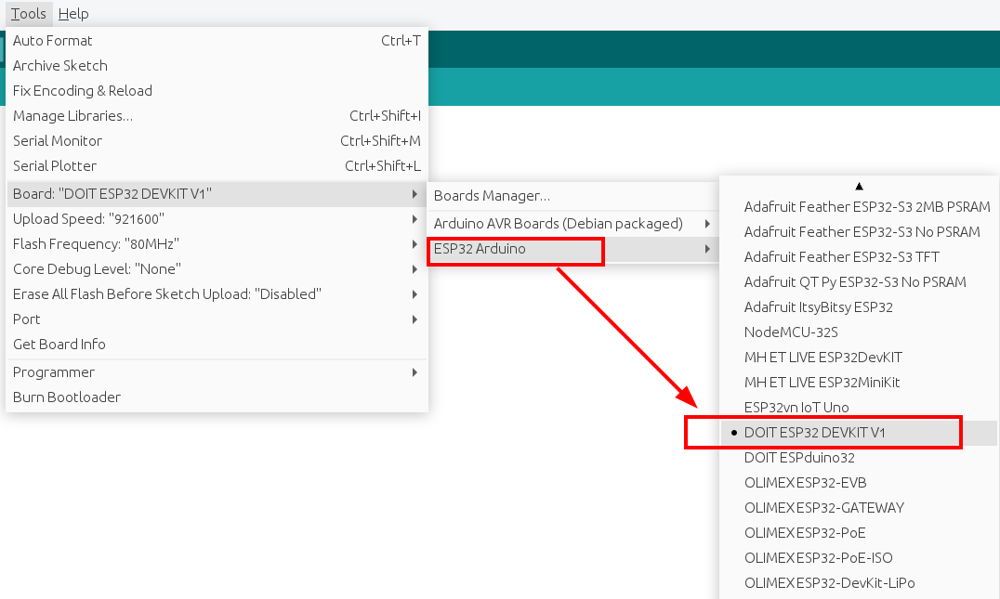 Tools Help
Auto Format Ctrl+T
Archive Sketch
Fix Encoding & Reload
Manage Libraries... Ctrl+Shift+I
Serial Monitor Ctrl+Shift+M
Serial Plotter Ctrl+Shift+L
Board: "DOIT ESP32 DEVKIT V1"
Upload Speed: "921600"
Flash Frequency: "80MHz"
Core Debug Level: "None"
Erase All Flash Before Sketch Upload: "Disabled"
Port
Get Board Info
Programmer
Burn Bootloader
Boards Manager...
Arduino AVR Boards (Debian packaged)
ESP32 Arduino
Adafruit Feather ESP32-S3 2MB PSRAM
Adafruit Feather ESP32-S3 No PSRAM
Adafruit Feather ESP32-S3 TFT
Adafruit QT Py ESP32-S3 No PSRAM
Adafruit ItsyBitsy ESP32
NodeMCU-32S
MH ET LIVE ESP32DevKIT
MH ET LIVE ESP32MiniKit
ESP32vn IoT Uno
DOIT ESP32 DEVKIT V1
DOIT ESPduino32
OLIMEX ESP32-EVB
OLIMEX ESP32-GATEWAY
OLIMEX ESP32-PoE
OLIMEX ESP32-PoE-ISO
OLIMEX ESP32-DevKit-LiPo